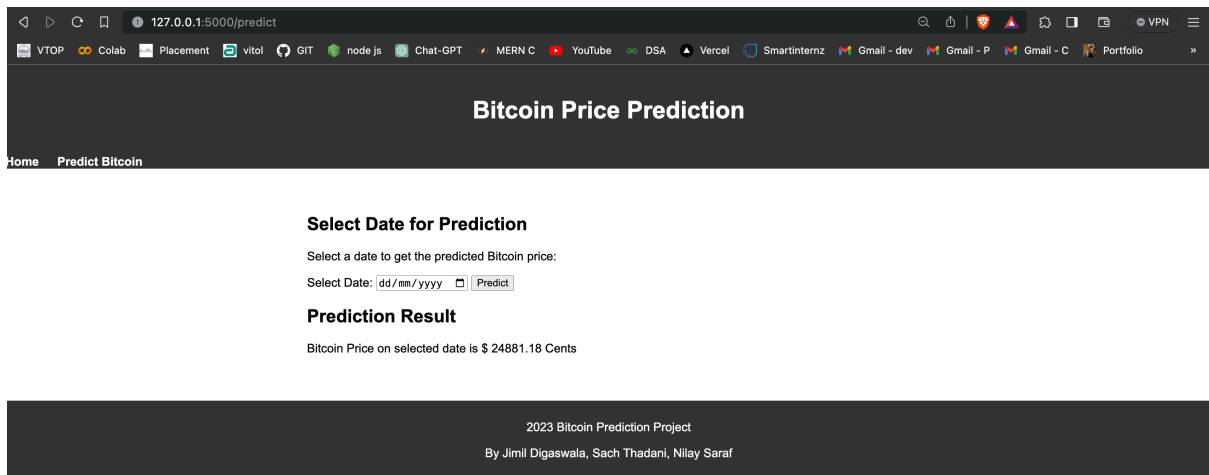 127.0.0.1:5000/predict VPN
VTOP Colab Placement vitol GIT node js Chat-GPT MERN C YouTube DSA Vercel Smartinternz Gmail - dev Gmail - P Gmail - C Portfolio »
Bitcoin Price Prediction
Home Predict Bitcoin
Select Date for Prediction
Select a date to get the predicted Bitcoin price:
Select Date: dd/mm/yyyy Predict
Prediction Result
Bitcoin Price on selected date is $ 24881.18 Cents
2023 Bitcoin Prediction Project
By Jimil Digaswala, Sach Thadani, Nilay Saraf